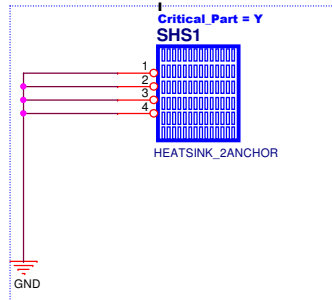 Critical_Part = Y
SHS1
1
2
3
4
HEATSINK_2ANCHOR
GND